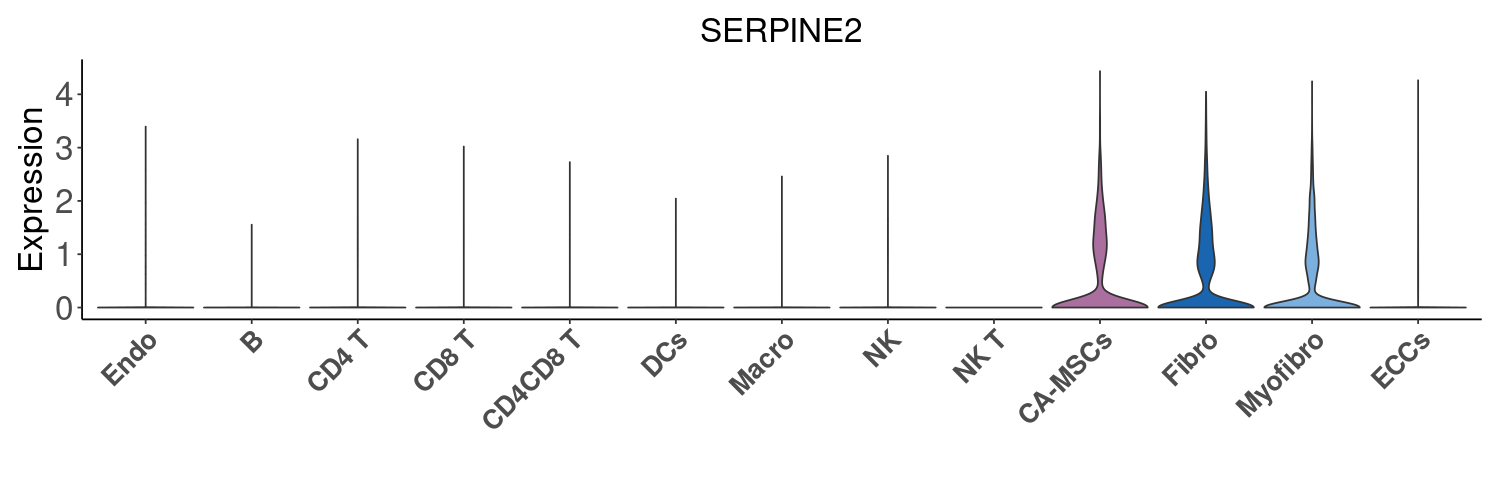 SERPINE2
Expression
4
3
2
1
0
Endo
B
CD4 T
CD8 T
CD4CD8 T
DCs
Macro
NK
NK T
CA-MSCs
Fibro
Myofibro
ECCs